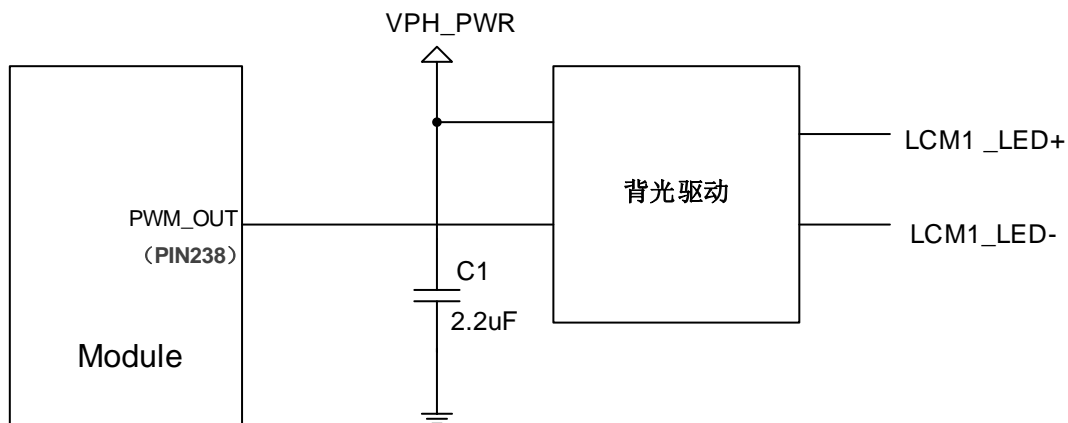 VPH_PWR
LCM1 _LED+
背光驱动
PWM_OUT
（PIN238）
LCM1_LED-
C1
2.2uF
Module